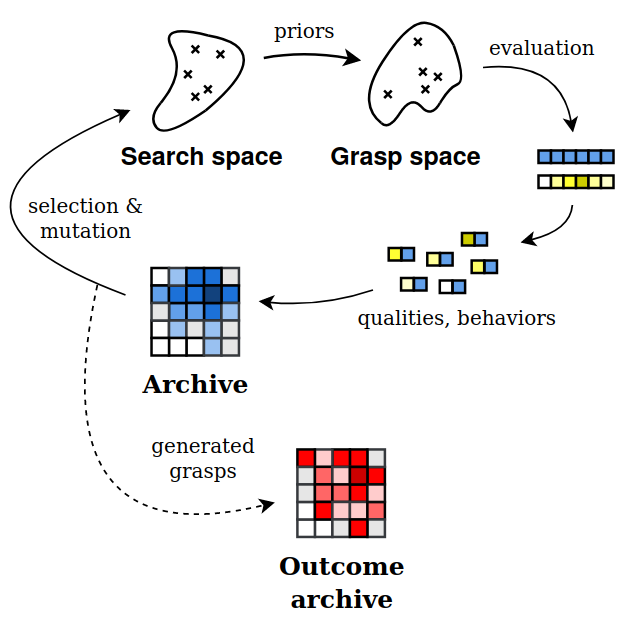 priors
evaluation
Search space
Grasp space
selection &
mutation
qualities, behaviors
Archive
generated
grasps
Outcome
archive